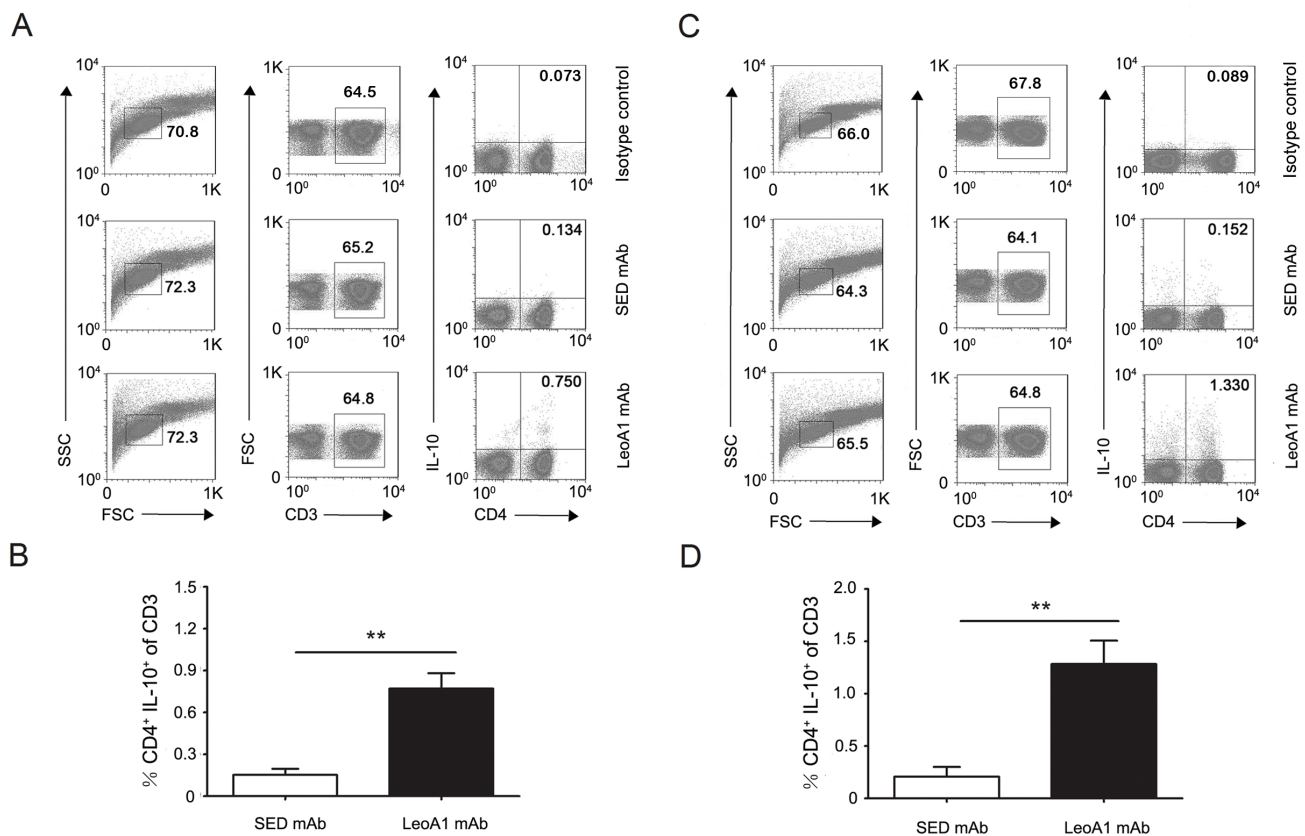 A
10⁴
SSC
10⁰
70.8
0
1K
1K
FSC
0
64.5
10⁰
10⁴
10⁴
IL-10
10⁰
0.073
10⁰
10⁴
10⁴
10⁰
72.3
0
1K
1K
0
65.2
10⁰
10⁴
10⁴
10⁰
0.134
10⁰
10⁴
10⁴
10⁰
72.3
0
1K
FSC
1K
0
64.8
10⁰
10⁴
CD3
10⁴
10⁰
0.750
10⁰
10⁴
CD4
Isotype control
SED mAb
LeoA1 mAb
B
% CD4⁺ IL-10⁺ of CD3
1.5
1.2
0.9
0.6
0.3
0
**
SED mAb
LeoA1 mAb
C
10⁴
SSC
10⁰
66.0
0
1K
1K
FSC
0
67.8
10⁰
10⁴
10⁴
IL-10
10⁰
0.089
10⁰
10⁴
10⁴
10⁰
64.3
0
1K
1K
0
64.1
10⁰
10⁴
10⁴
10⁰
0.152
10⁰
10⁴
10⁴
10⁰
65.5
0
1K
FSC
1K
0
64.8
10⁰
10⁴
CD3
10⁴
10⁰
1.330
10⁰
10⁴
CD4
Isotype control
SED mAb
LeoA1 mAb
D
% CD4⁺ IL-10⁺ of CD3
2.0
1.5
1.0
0.5
0
**
SED mAb
LeoA1 mAb